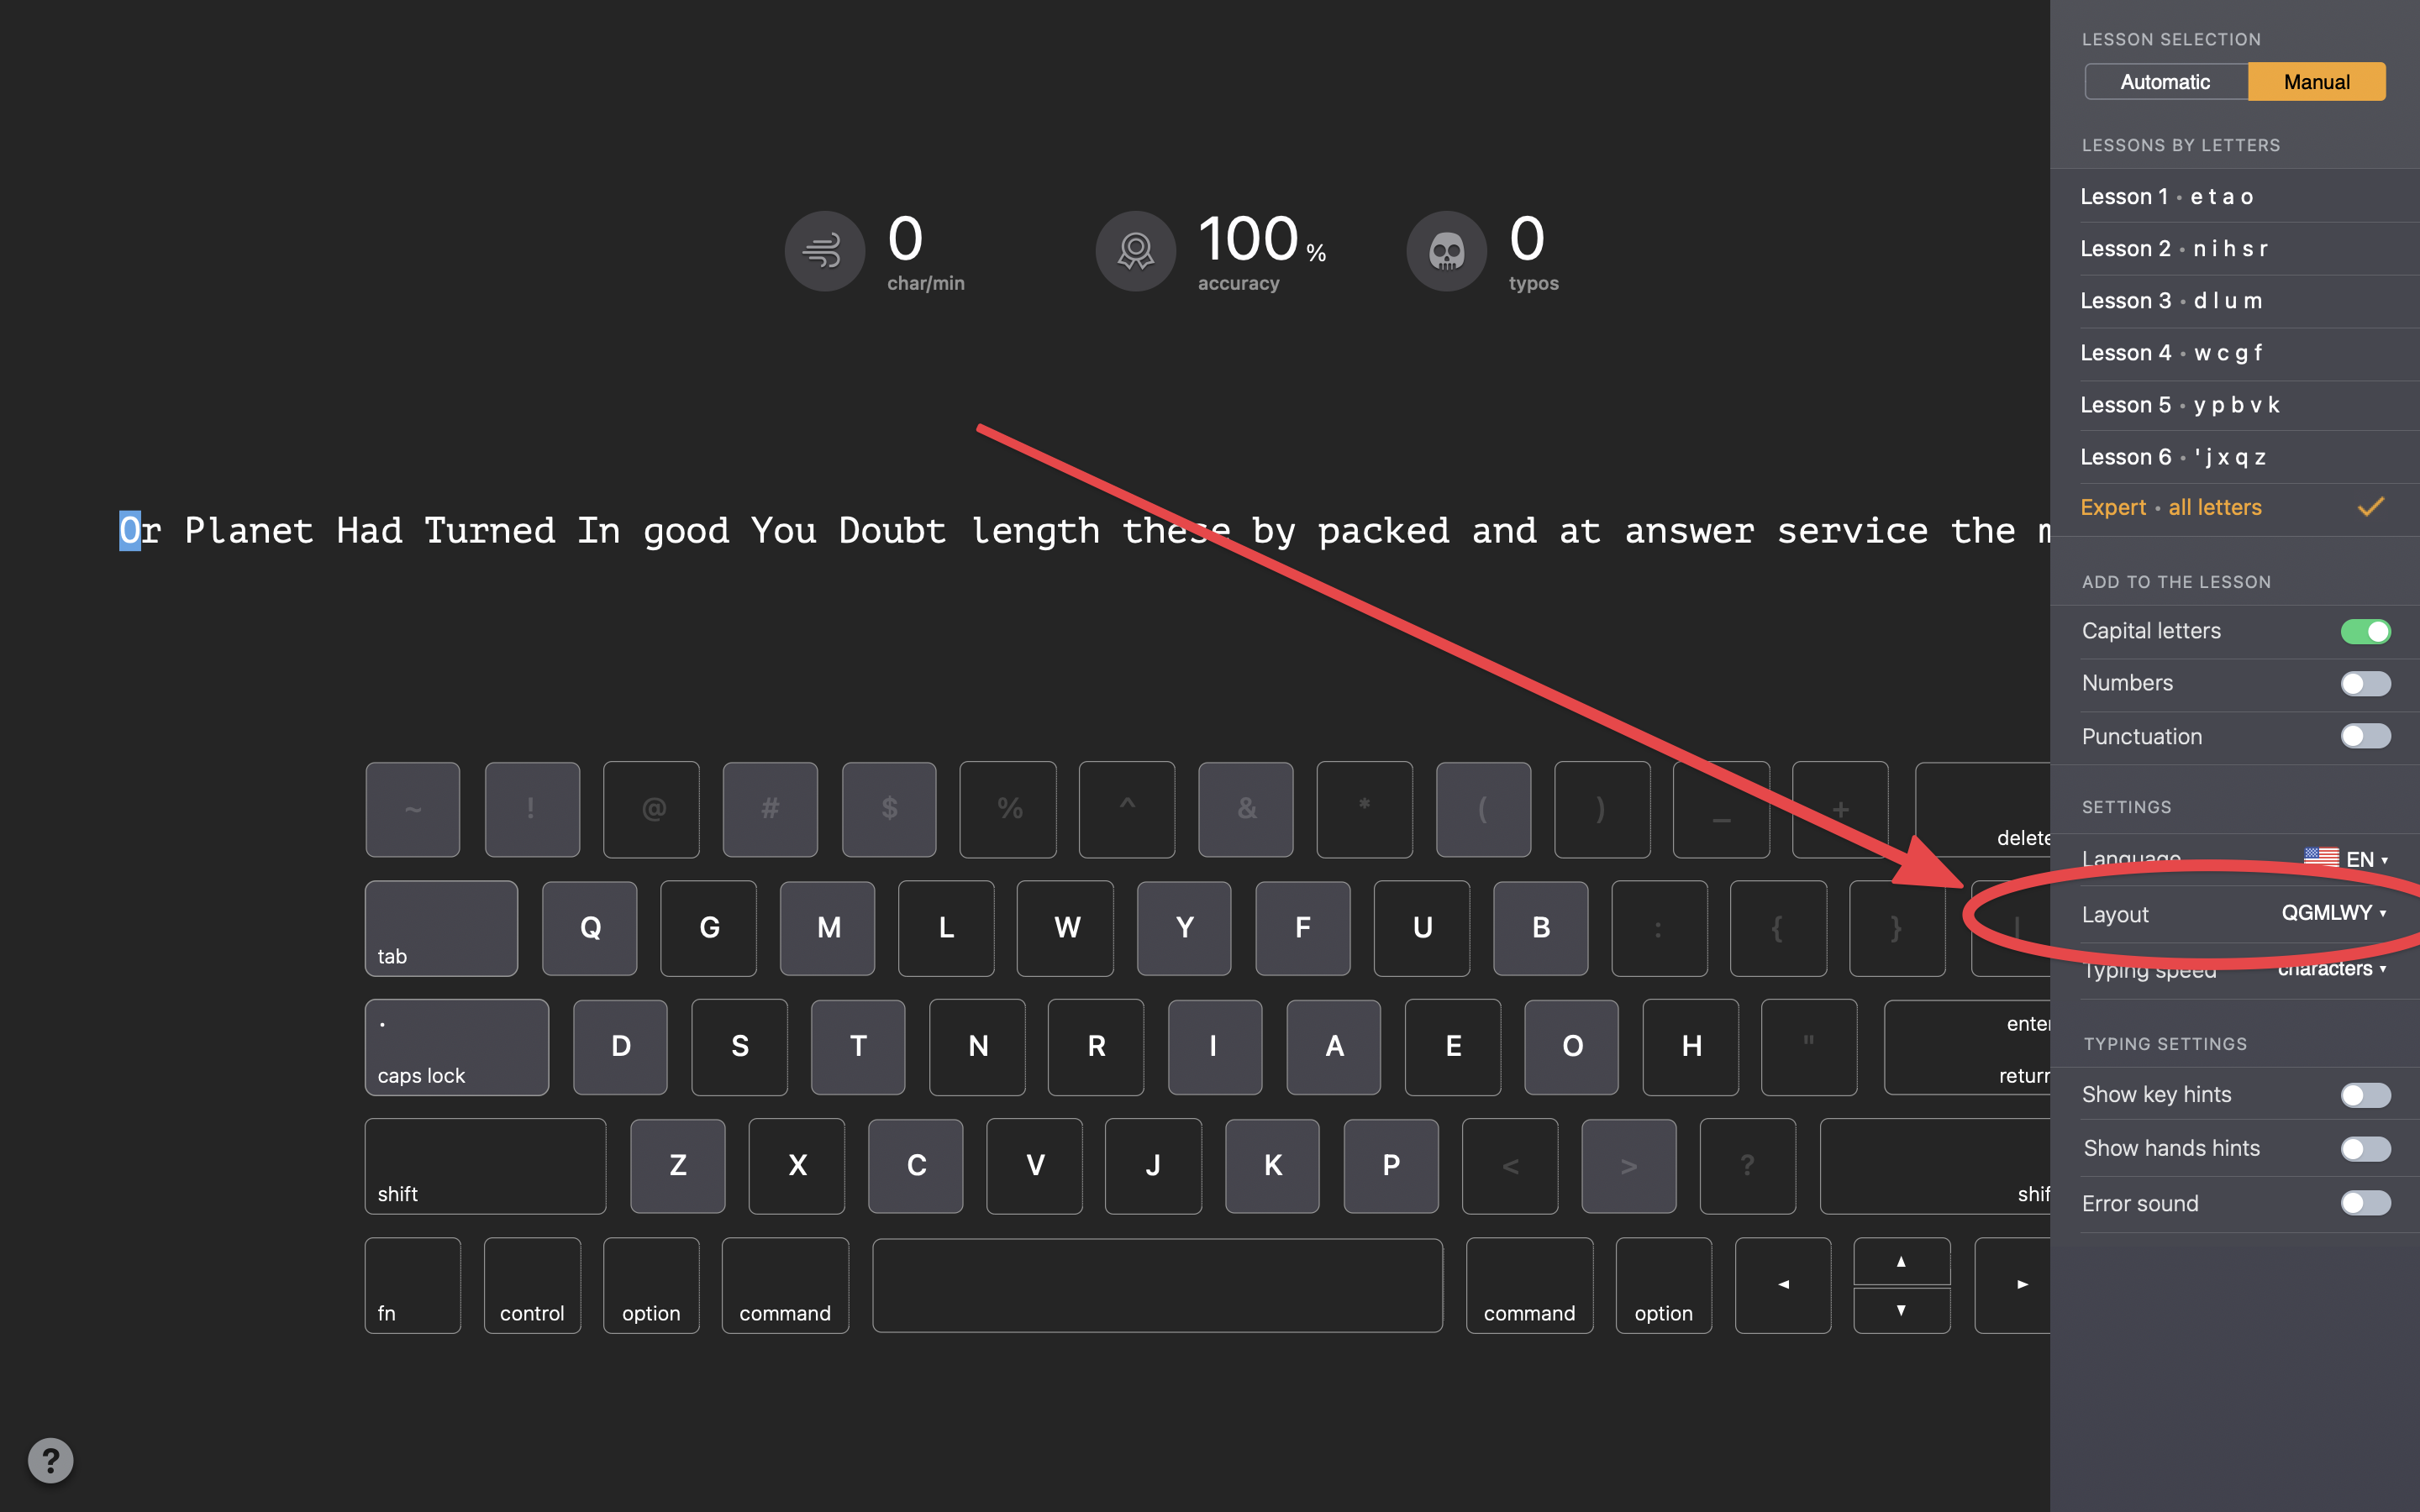 LESSON SELECTION
Automatic Manual
LESSONS BY LETTERS
Lesson 1 • e t a o
Lesson 2 • n i h s r
Lesson 3 • d l u m
Lesson 4 • w c g f
Lesson 5 • y p b v k
Lesson 6 • ' j x q z
Expert • all letters
ADD TO THE LESSON
Capital letters
Numbers
Punctuation
SETTINGS
Language EN
Layout QGMLWY
Typing speed characters
TYPING SETTINGS
Show key hints
Show hands hints
Error sound
0 char/min
100 % accuracy
0 typos
Or Planet Had Turned In good You Doubt length these by packed and at answer service the
~ ! @ # $ % ^ & * ( ) _ + delete
tab Q G M L W Y F U B : { } |
caps lock D S T N R I A E O H " enter return
shift Z X C V J K P < > ? shif
fn control option command command option
?